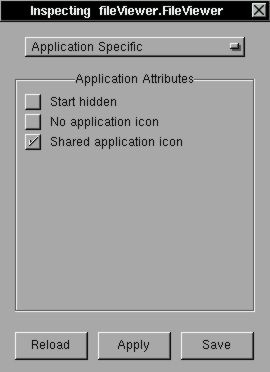 Inspecting fileViewer.FileViewer
Application Specific
Application Attributes
Start hidden
No application icon
Shared application icon
Reload Apply Save